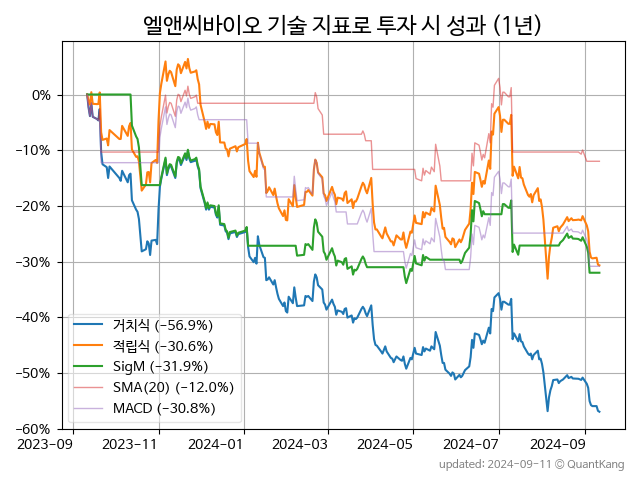 엘앤씨바이오 기술 지표로 투자 시 성과 (1년)
0%
−10%
−20%
−30%
−40%
−50%
−60%
거치식 (−56.9%)
적립식 (−30.6%)
SigM (−31.9%)
SMA(20) (−12.0%)
MACD (−30.8%)
2023-09 2023-11 2024-01 2024-03 2024-05 2024-07 2024-09
updated: 2024-09-11 © QuantKang